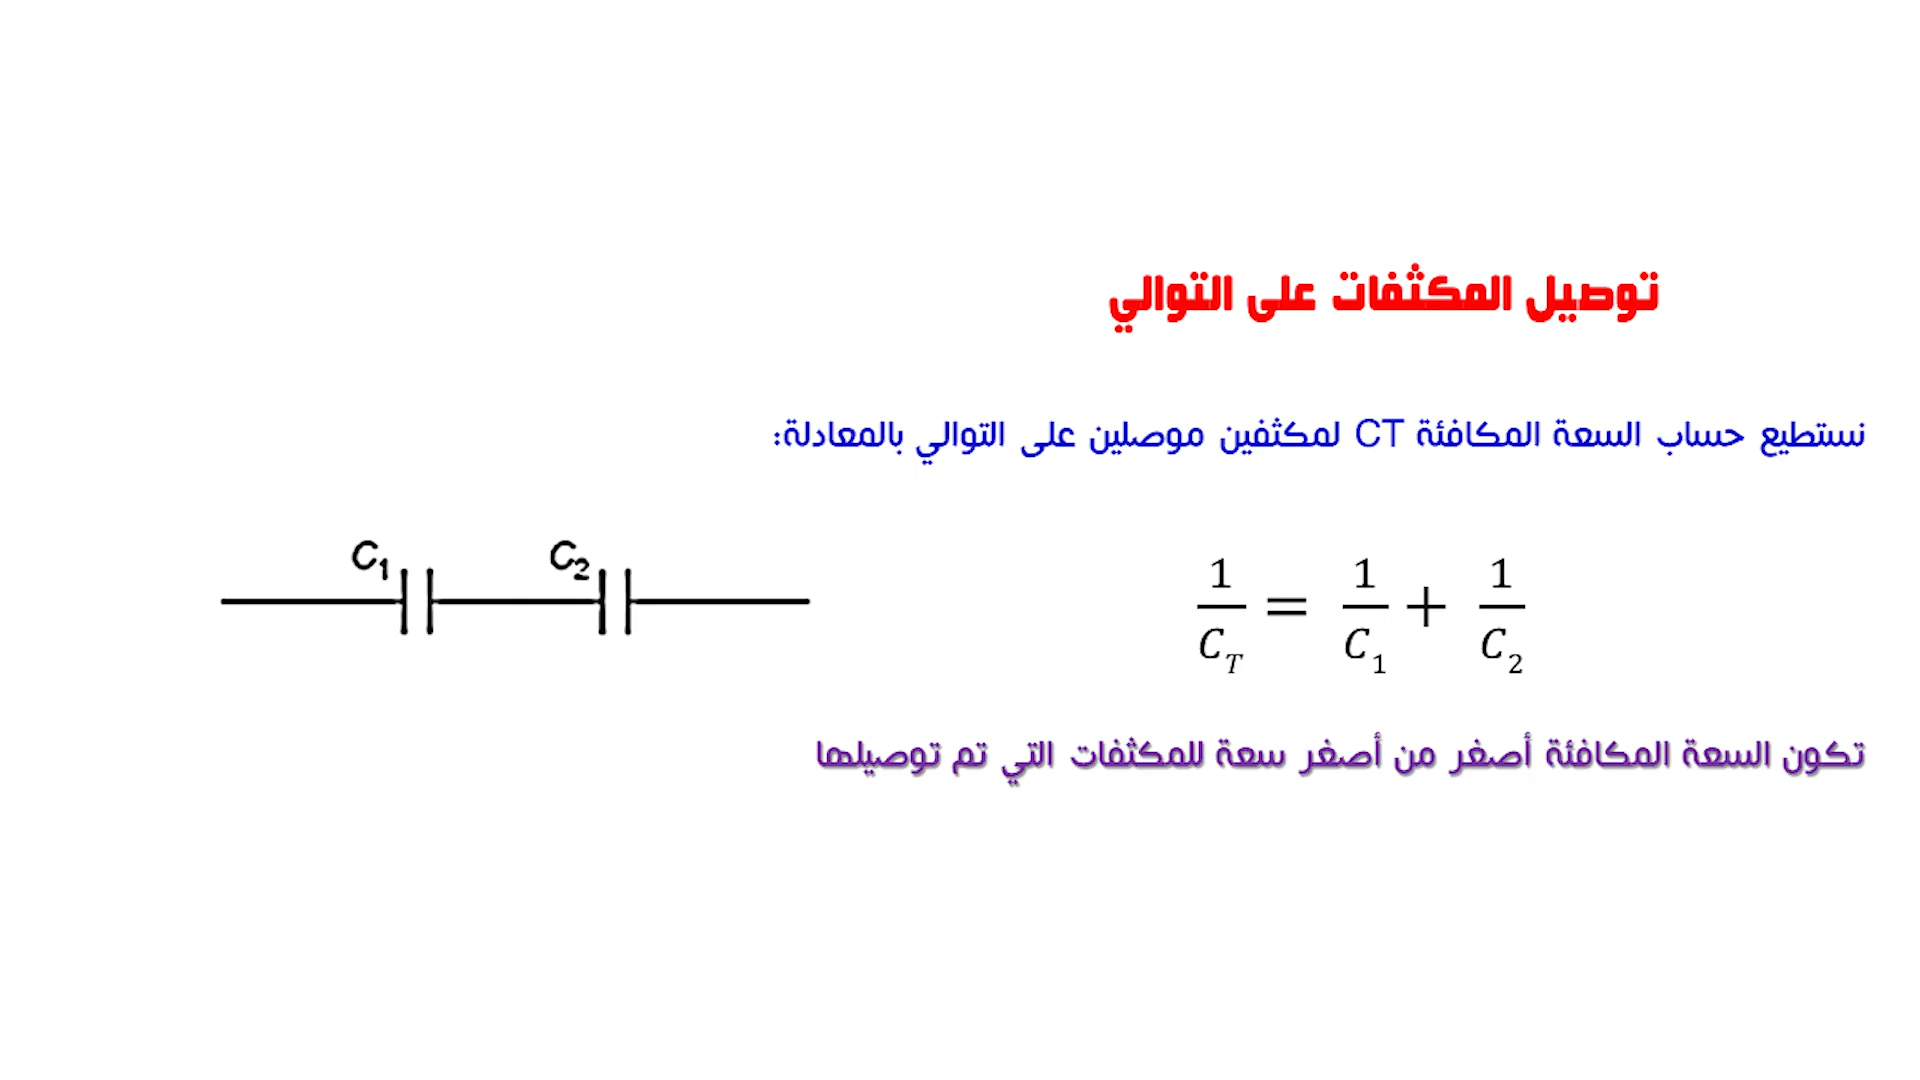 توصيل المكثفات على التوالي
نستطيع حساب السعة المكافئة CT لمكثفين موصلين على التوالي بالمعادلة:
C₁ C₂
1/C_T = 1/C₁ + 1/C₂
تكون السعة المكافئة أصغر من أصغر سعة للمكثفات التي تم توصيلها